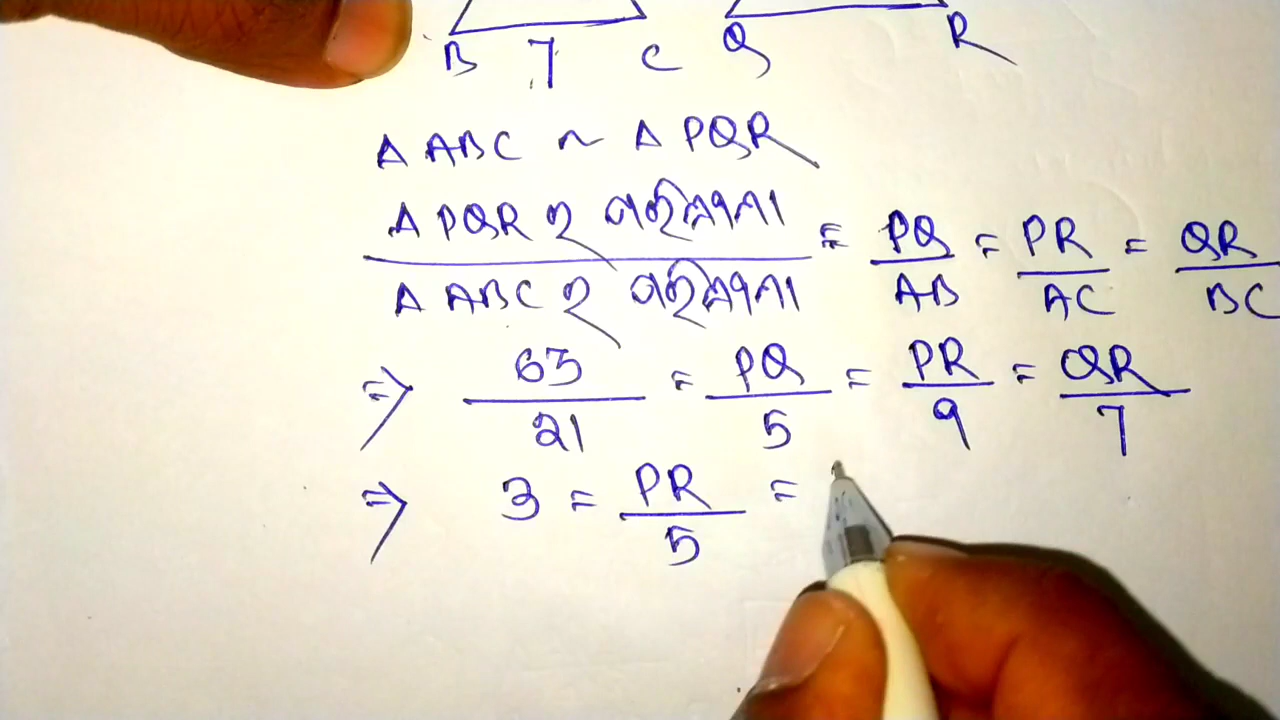 B 7 C Q R
Δ ABC ~ Δ PQR
Δ PQR ର ପରିସୀମା / Δ ABC ର ପରିସୀମା = PQ / AB = PR / AC = QR / BC
⇒ 63 / 21 = PQ / 5 = PR / 9 = QR / 7
⇒ 3 = PR / 5 =